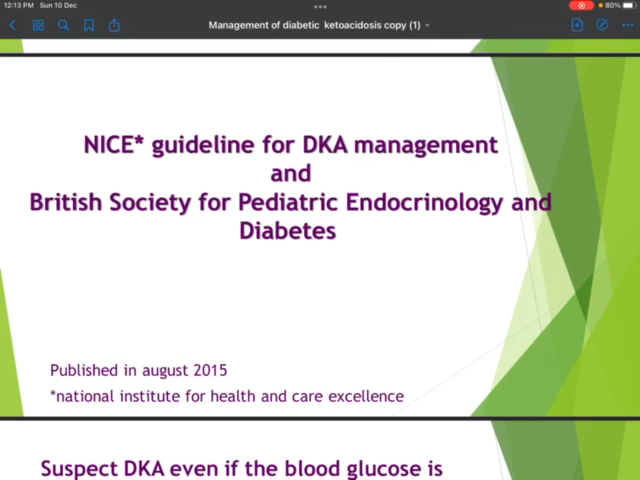 12:13 PM Sun 10 Dec
80%
Management of diabetic ketoacidosis copy (1)
NICE* guideline for DKA management
and
British Society for Pediatric Endocrinology and
Diabetes
Published in august 2015
*national institute for health and care excellence
Suspect DKA even if the blood glucose is